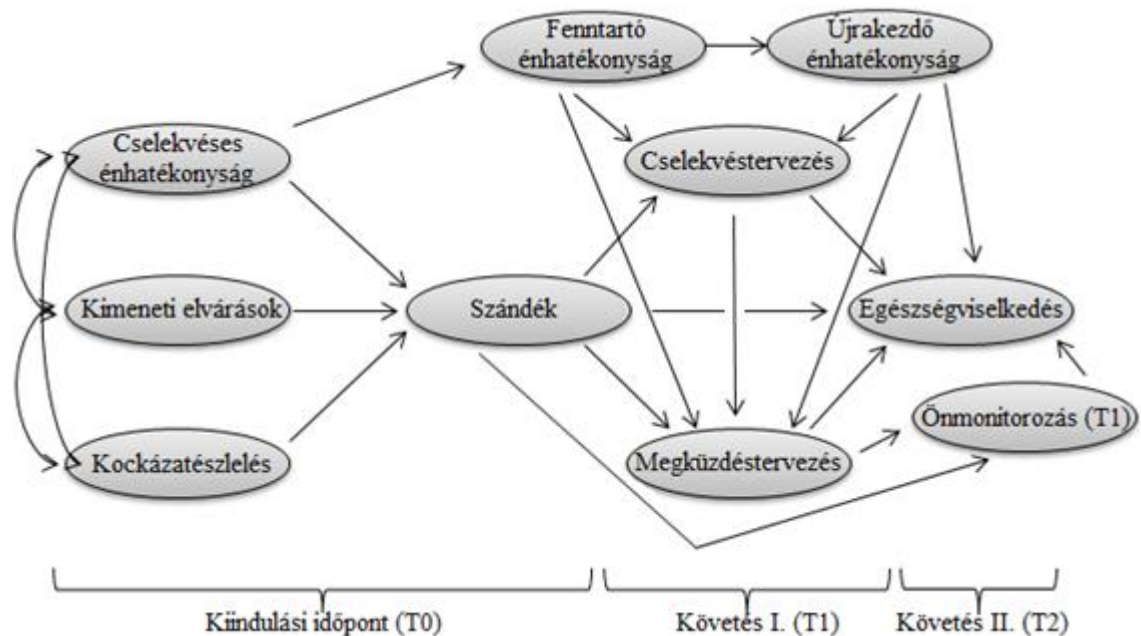 Fenntartó
énhatékonyság
Újrakezdő
énhatékonyság
Cselekvéses
énhatékonyság
Cselekvéstervezés
Kimeneti elvárások
Szándék
Egészségviselkedés
Önmonitorozás (T1)
Kockázatészlelés
Megküzdéstervezés
Kiindulási időpont (T0)
Követés I. (T1)
Követés II. (T2)